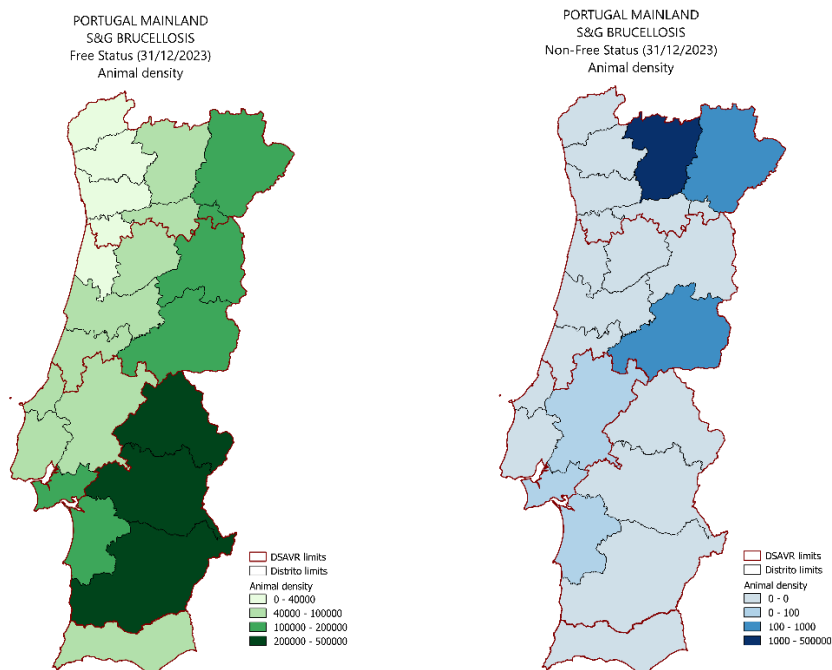 PORTUGAL MAINLAND
S&G BRUCELLOSIS
Free Status (31/12/2023)
Animal density
DSAVR limits
Distrito limits
Animal density
0 - 40000
40000 - 100000
100000 - 200000
200000 - 500000
PORTUGAL MAINLAND
S&G BRUCELLOSIS
Non-Free Status (31/12/2023)
Animal density
DSAVR limits
Distrito limits
Animal density
0 - 0
0 - 100
100 - 1000
1000 - 500000